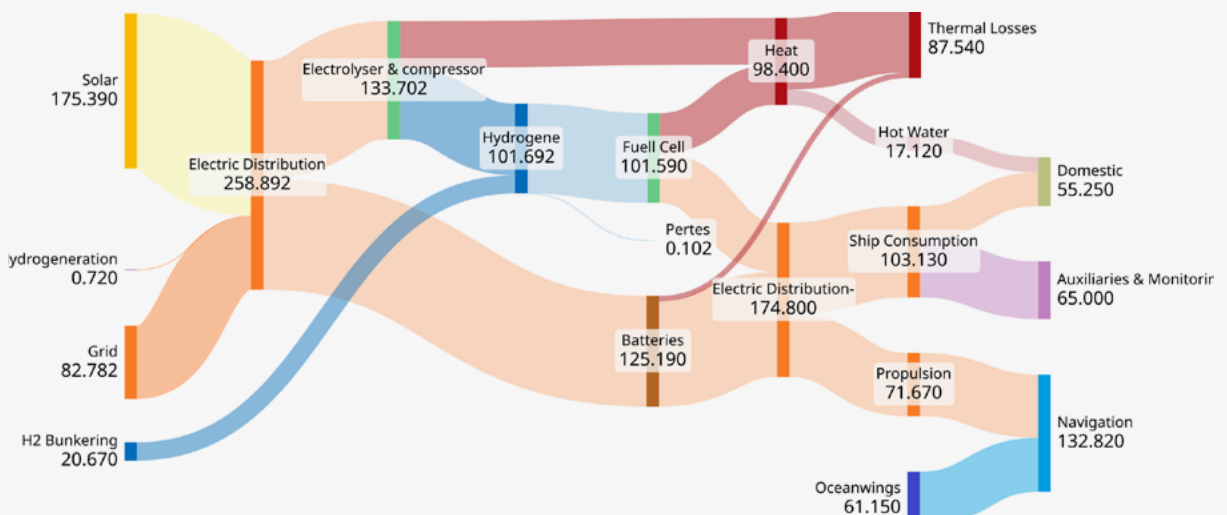 Solar
175.390
ydrogeneration
0.720
Grid
82.782
H2 Bunkering
20.670
Electric Distribution
258.892
Electrolyser & compressor
133.702
Hydrogene
101.692
Fuell Cell
101.590
Pertes
0.102
Batteries
125.190
Heat
98.400
Electric Distribution-
174.800
Thermal Losses
87.540
Hot Water
17.120
Ship Consumption
103.130
Propulsion
71.670
Oceanwings
61.150
Domestic
55.250
Auxiliaries & Monitorin
65.000
Navigation
132.820